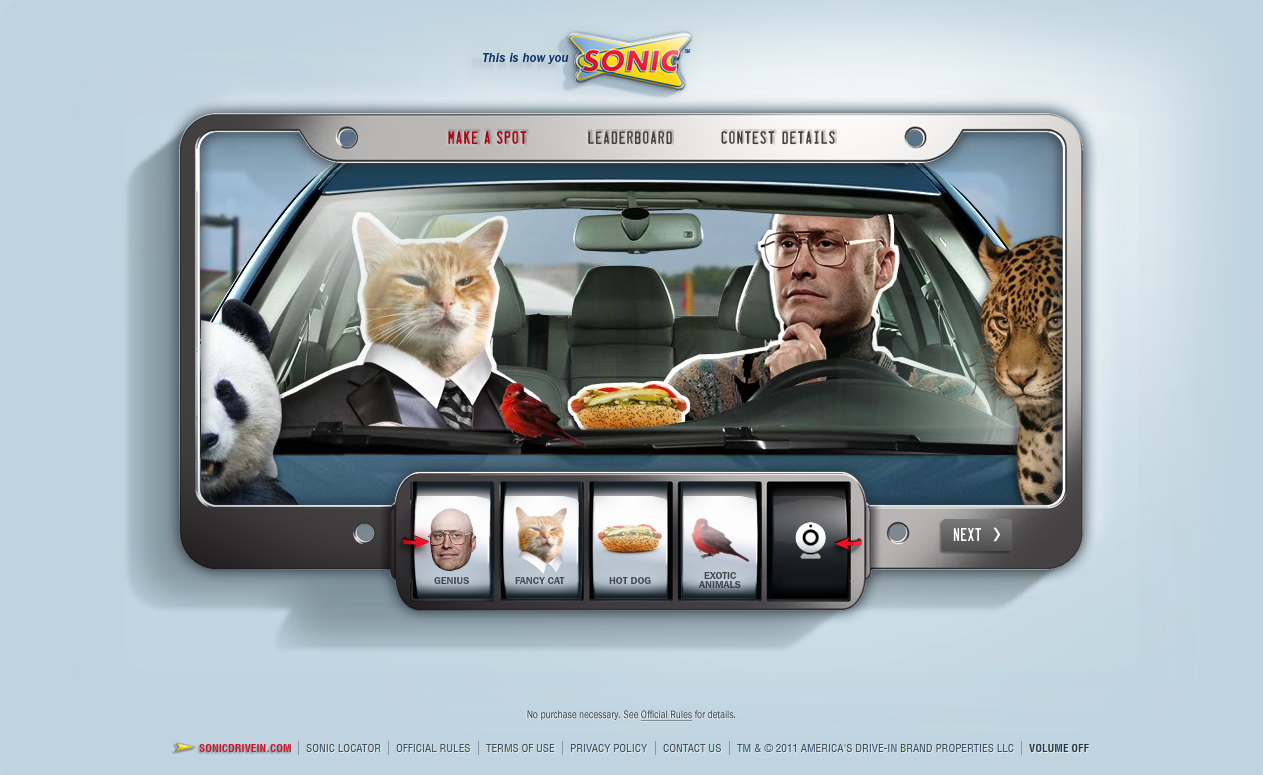 This is how you SONIC SM
MAKE A SPOT LEADERBOARD CONTEST DETAILS
NEXT
GENIUS FANCY CAT HOT DOG EXOTIC
ANIMALS
No purchase necessary. See Official Rules for details.
SONICDRIVEIN.COM SONIC LOCATOR OFFICIAL RULES TERMS OF USE PRIVACY POLICY CONTACT US TM & © 2011 AMERICA'S DRIVE-IN BRAND PROPERTIES LLC VOLUME OFF